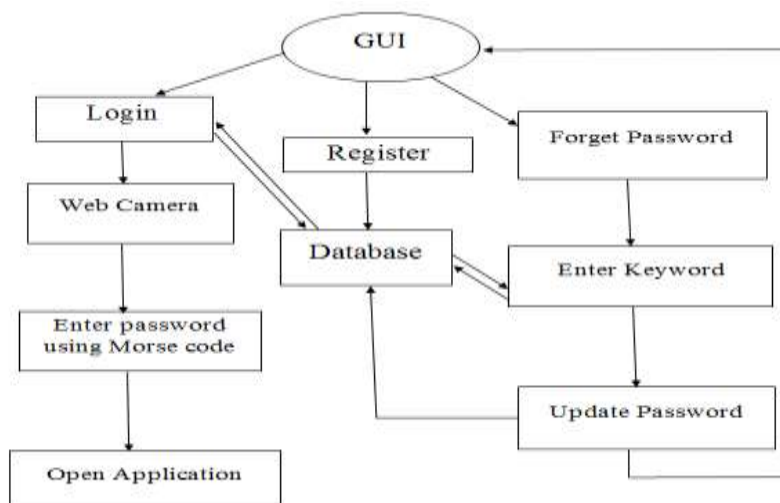 GUI
Login
Register
Forget Password
Web Camera
Database
Enter Keyword
Enter password
using Morse code
Update Password
Open Application